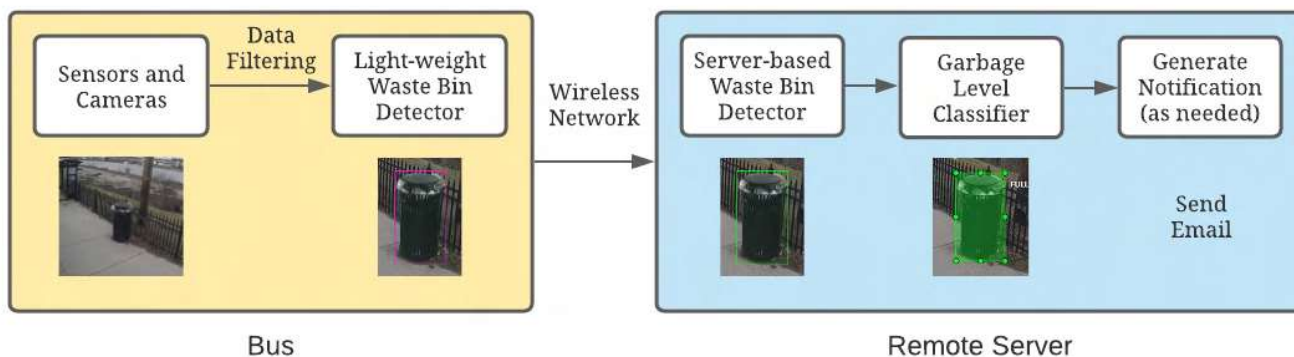 Sensors and
Cameras
Data
Filtering
Light-weight
Waste Bin
Detector
Wireless
Network
Server-based
Waste Bin
Detector
Garbage
Level
Classifier
Generate
Notification
(as needed)
FULL
Send
Email
Bus
Remote Server